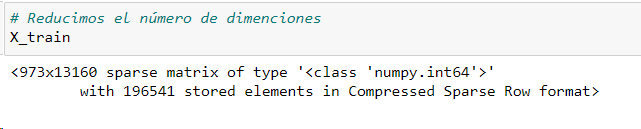 # Reducimos el número de dimenciones
X_train
<973x13160 sparse matrix of type '<class 'numpy.int64'>'
with 196541 stored elements in Compressed Sparse Row format>